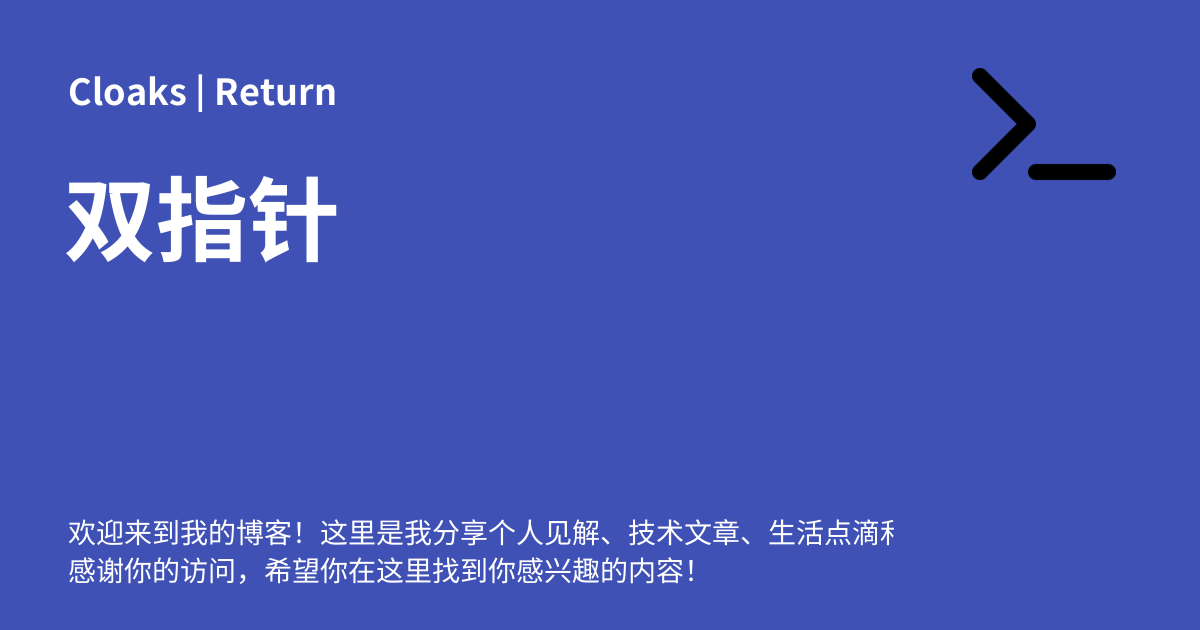 Cloaks | Return
双指针
欢迎来到我的博客！这里是我分享个人见解、技术文章、生活点滴
感谢你的访问，希望你在这里找到你感兴趣的内容！